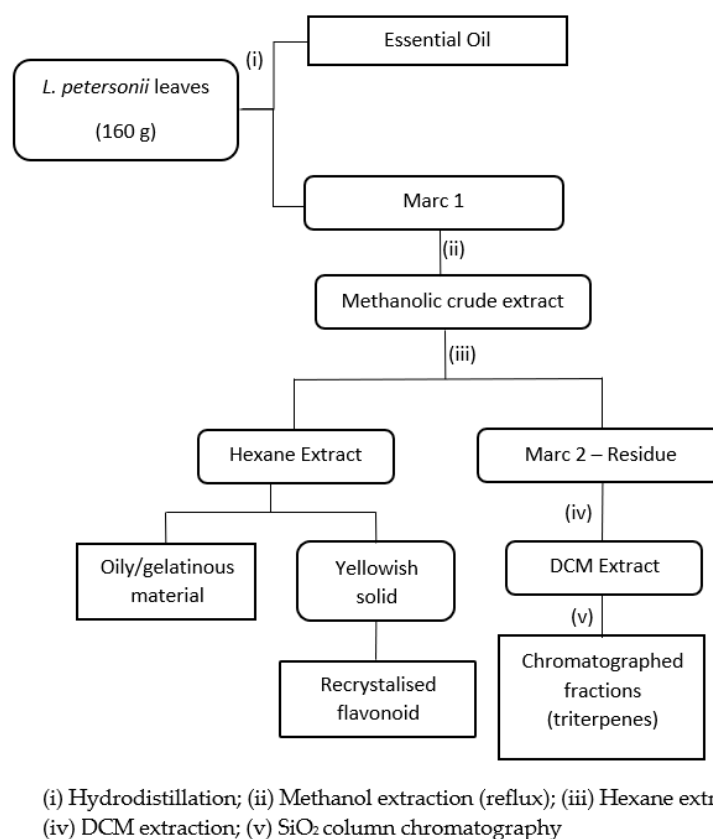 Essential Oil
(i)
L. petersonii leaves
(160 g)
Marc 1
(ii)
Methanolic crude extract
(iii)
Hexane Extract
Marc 2 – Residue
(iv)
Oily/gelatinous
material
Yellowish
solid
DCM Extract
(v)
Recrystalised
flavonoid
Chromatographed
fractions
(triterpenes)
(i) Hydrodistillation; (ii) Methanol extraction (reflux); (iii) Hexane extr
(iv) DCM extraction; (v) SiO₂ column chromatography